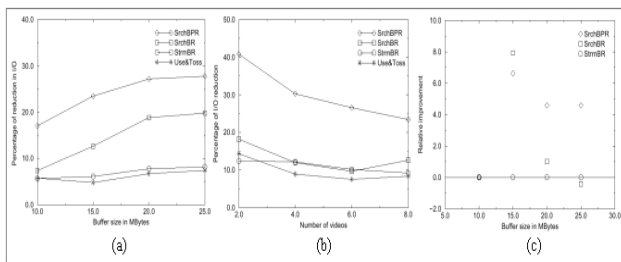 40.0
30.0
20.0
10.0
0.0
Percentage of reduction in I/O
10.0 15.0 20.0 25.0
Buffer size in MBytes
SrchBPR
SrchBR
StrmBR
Use&Toss
(a)
50.0
40.0
30.0
20.0
10.0
0.0
Percentage of I/O reduction
2.0 4.0 6.0 8.0
Number of videos
SrchBPR
SrchBR
StrmBR
Use&Toss
(b)
10.0
8.0
6.0
4.0
2.0
0.0
−2.0
Relative improvement
5.0 10.0 15.0 20.0 25.0 30.0
Buffer size in MBytes
SrchBPR
SrchBR
StrmBR
(c)